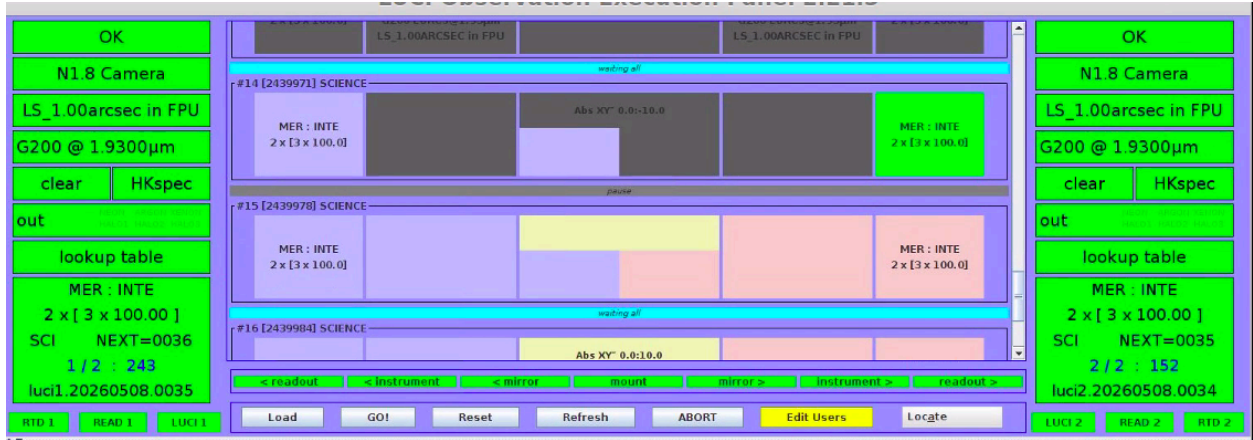 LS_1.00ARCSEC in FPU
LS_1.00ARCSEC in FPU
OK
N1.8 Camera
LS_1.00arcsec in FPU
G200 @ 1.9300µm
clear
HKspec
out
lookup table
MER : INTE
2 x [ 3 x 100.00 ]
SCI NEXT=0036
1 / 2 : 243
luci1.20260508.0035
RTD 1
READ 1
LUCI 1
waiting all
#14 [2439971] SCIENCE
MER : INTE
2 x [3 x 100.0]
Abs XY~ 0.0:-10.0
MER : INTE
2 x [3 x 100.0]
pause
#15 [2439978] SCIENCE
MER : INTE
2 x [3 x 100.0]
MER : INTE
2 x [3 x 100.0]
waiting all
#16 [2439984] SCIENCE
Abs XY~ 0.0:10.0
< readout
< instrument
< mirror
mount
mirror >
instrument >
readout >
Load
GO!
Reset
Refresh
ABORT
Edit Users
Locate
OK
N1.8 Camera
LS_1.00arcsec in FPU
G200 @ 1.9300µm
clear
HKspec
out
lookup table
MER : INTE
2 x [ 3 x 100.00 ]
SCI NEXT=0035
2 / 2 : 152
luci2.20260508.0034
LUCI 2
READ 2
RTD 2